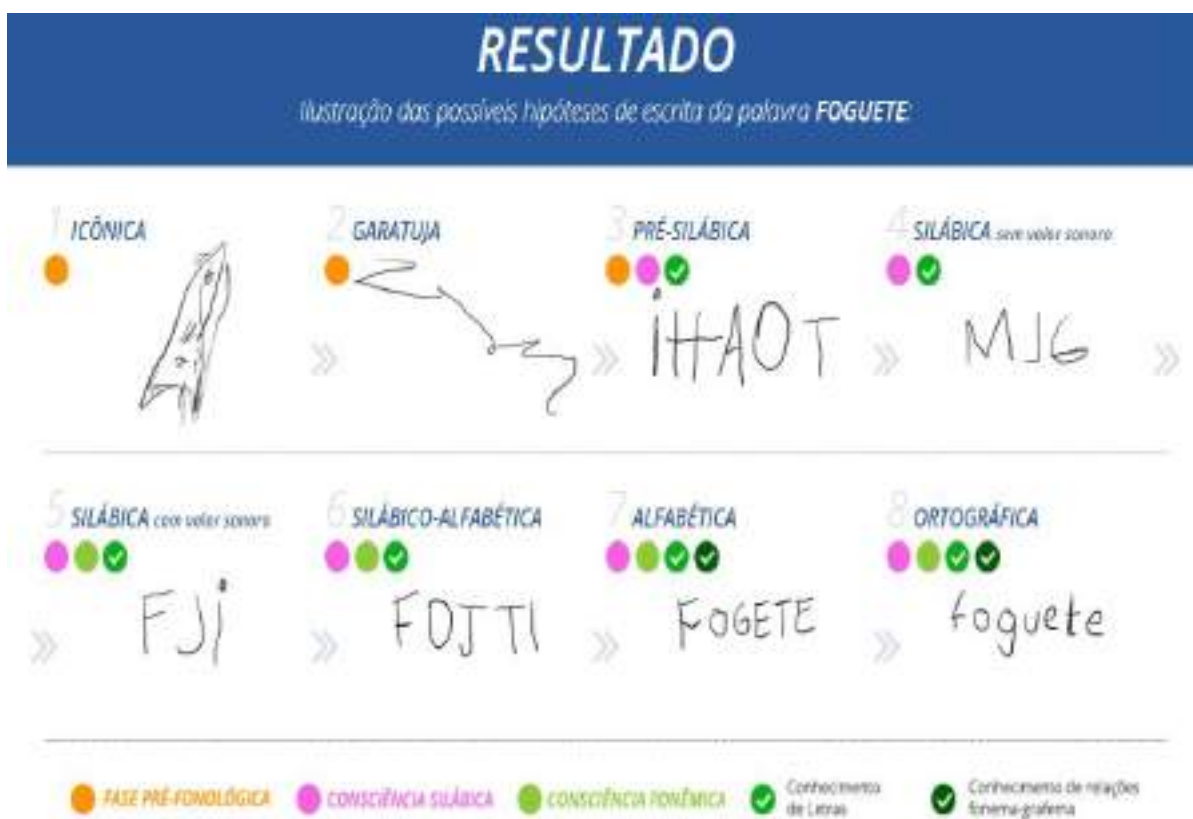 RESULTADO
Ilustração das possíveis hipóteses de escrita da palavra FOGUETE:
1 ICÔNICA
2 GARATUJA
3 PRÉ-SILÁBICA
4 SILÁBICA sem valor sonoro
iHAOT
MJG
5 SILÁBICA com valor sonoro
6 SILÁBICO-ALFABÉTICA
7 ALFABÉTICA
8 ORTOGRÁFICA
FJi
FOJTI
FOGETE
foguete
FASE PRÉ-FONOLÓGICA
CONSCIÊNCIA SILÁBICA
CONSCIÊNCIA FONÊMICA
Conhecimento
de Letras
Conhecimento de relações
fonema-grafema